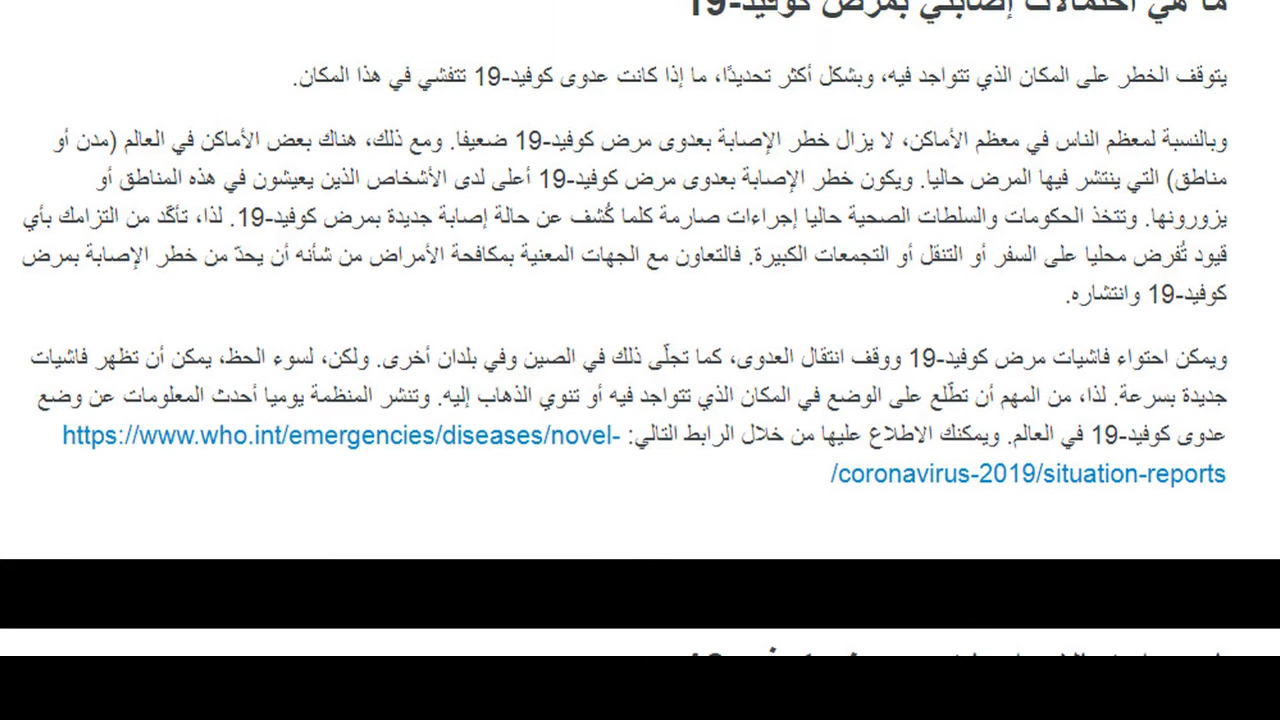 ما هي احتمالات إصابتي بمرض كوفيد-19
يتوقف الخطر على المكان الذي تتواجد فيه، وبشكل أكثر تحديدًا، ما إذا كانت عدوى كوفيد-19 تتفشي في هذا المكان.
وبالنسبة لمعظم الناس في معظم الأماكن، لا يزال خطر الإصابة بعدوى مرض كوفيد-19 ضعيفا. ومع ذلك، هناك بعض الأماكن في العالم (مدن أو
مناطق) التي ينتشر فيها المرض حاليا. ويكون خطر الإصابة بعدوى مرض كوفيد-19 أعلى لدى الأشخاص الذين يعيشون في هذه المناطق أو
يزورونها. وتتخذ الحكومات والسلطات الصحية حاليا إجراءات صارمة كلما كُشف عن حالة إصابة جديدة بمرض كوفيد-19. لذا، تأكّد من التزامك بأي
قيود تُفرض محليا على السفر أو التنقل أو التجمعات الكبيرة. فالتعاون مع الجهات المعنية بمكافحة الأمراض من شأنه أن يحدّ من خطر الإصابة بمرض
كوفيد-19 وانتشاره.
ويمكن احتواء فاشيات مرض كوفيد-19 ووقف انتقال العدوى، كما تجلّى ذلك في الصين وفي بلدان أخرى. ولكن، لسوء الحظ، يمكن أن تظهر فاشيات
جديدة بسرعة. لذا، من المهم أن تطّلع على الوضع في المكان الذي تتواجد فيه أو تنوي الذهاب إليه. وتنشر المنظمة يوميا أحدث المعلومات عن وضع
عدوى كوفيد-19 في العالم. ويمكنك الاطلاع عليها من خلال الرابط التالي: https://www.who.int/emergencies/diseases/novel-
coronavirus-2019/situation-reports/